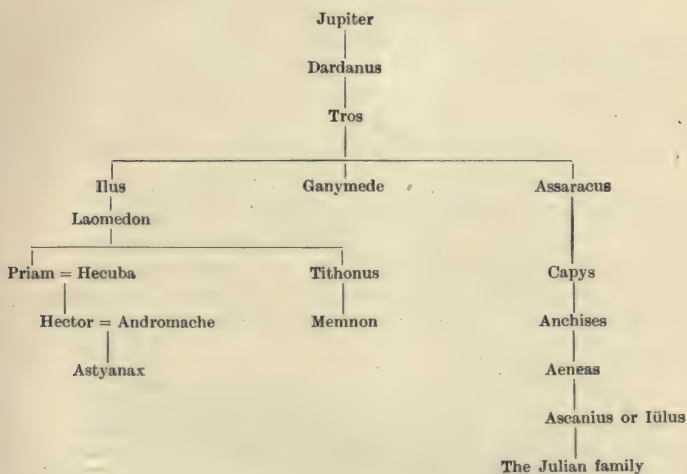 Jupiter
Dardanus
Tros
Ilus Ganymede Assaracus
Laomedon
Priam = Hecuba Tithonus Capys
Hector = Andromache Memnon Anchises
Astyanax Aeneas
Ascanius or Iülus
The Julian family